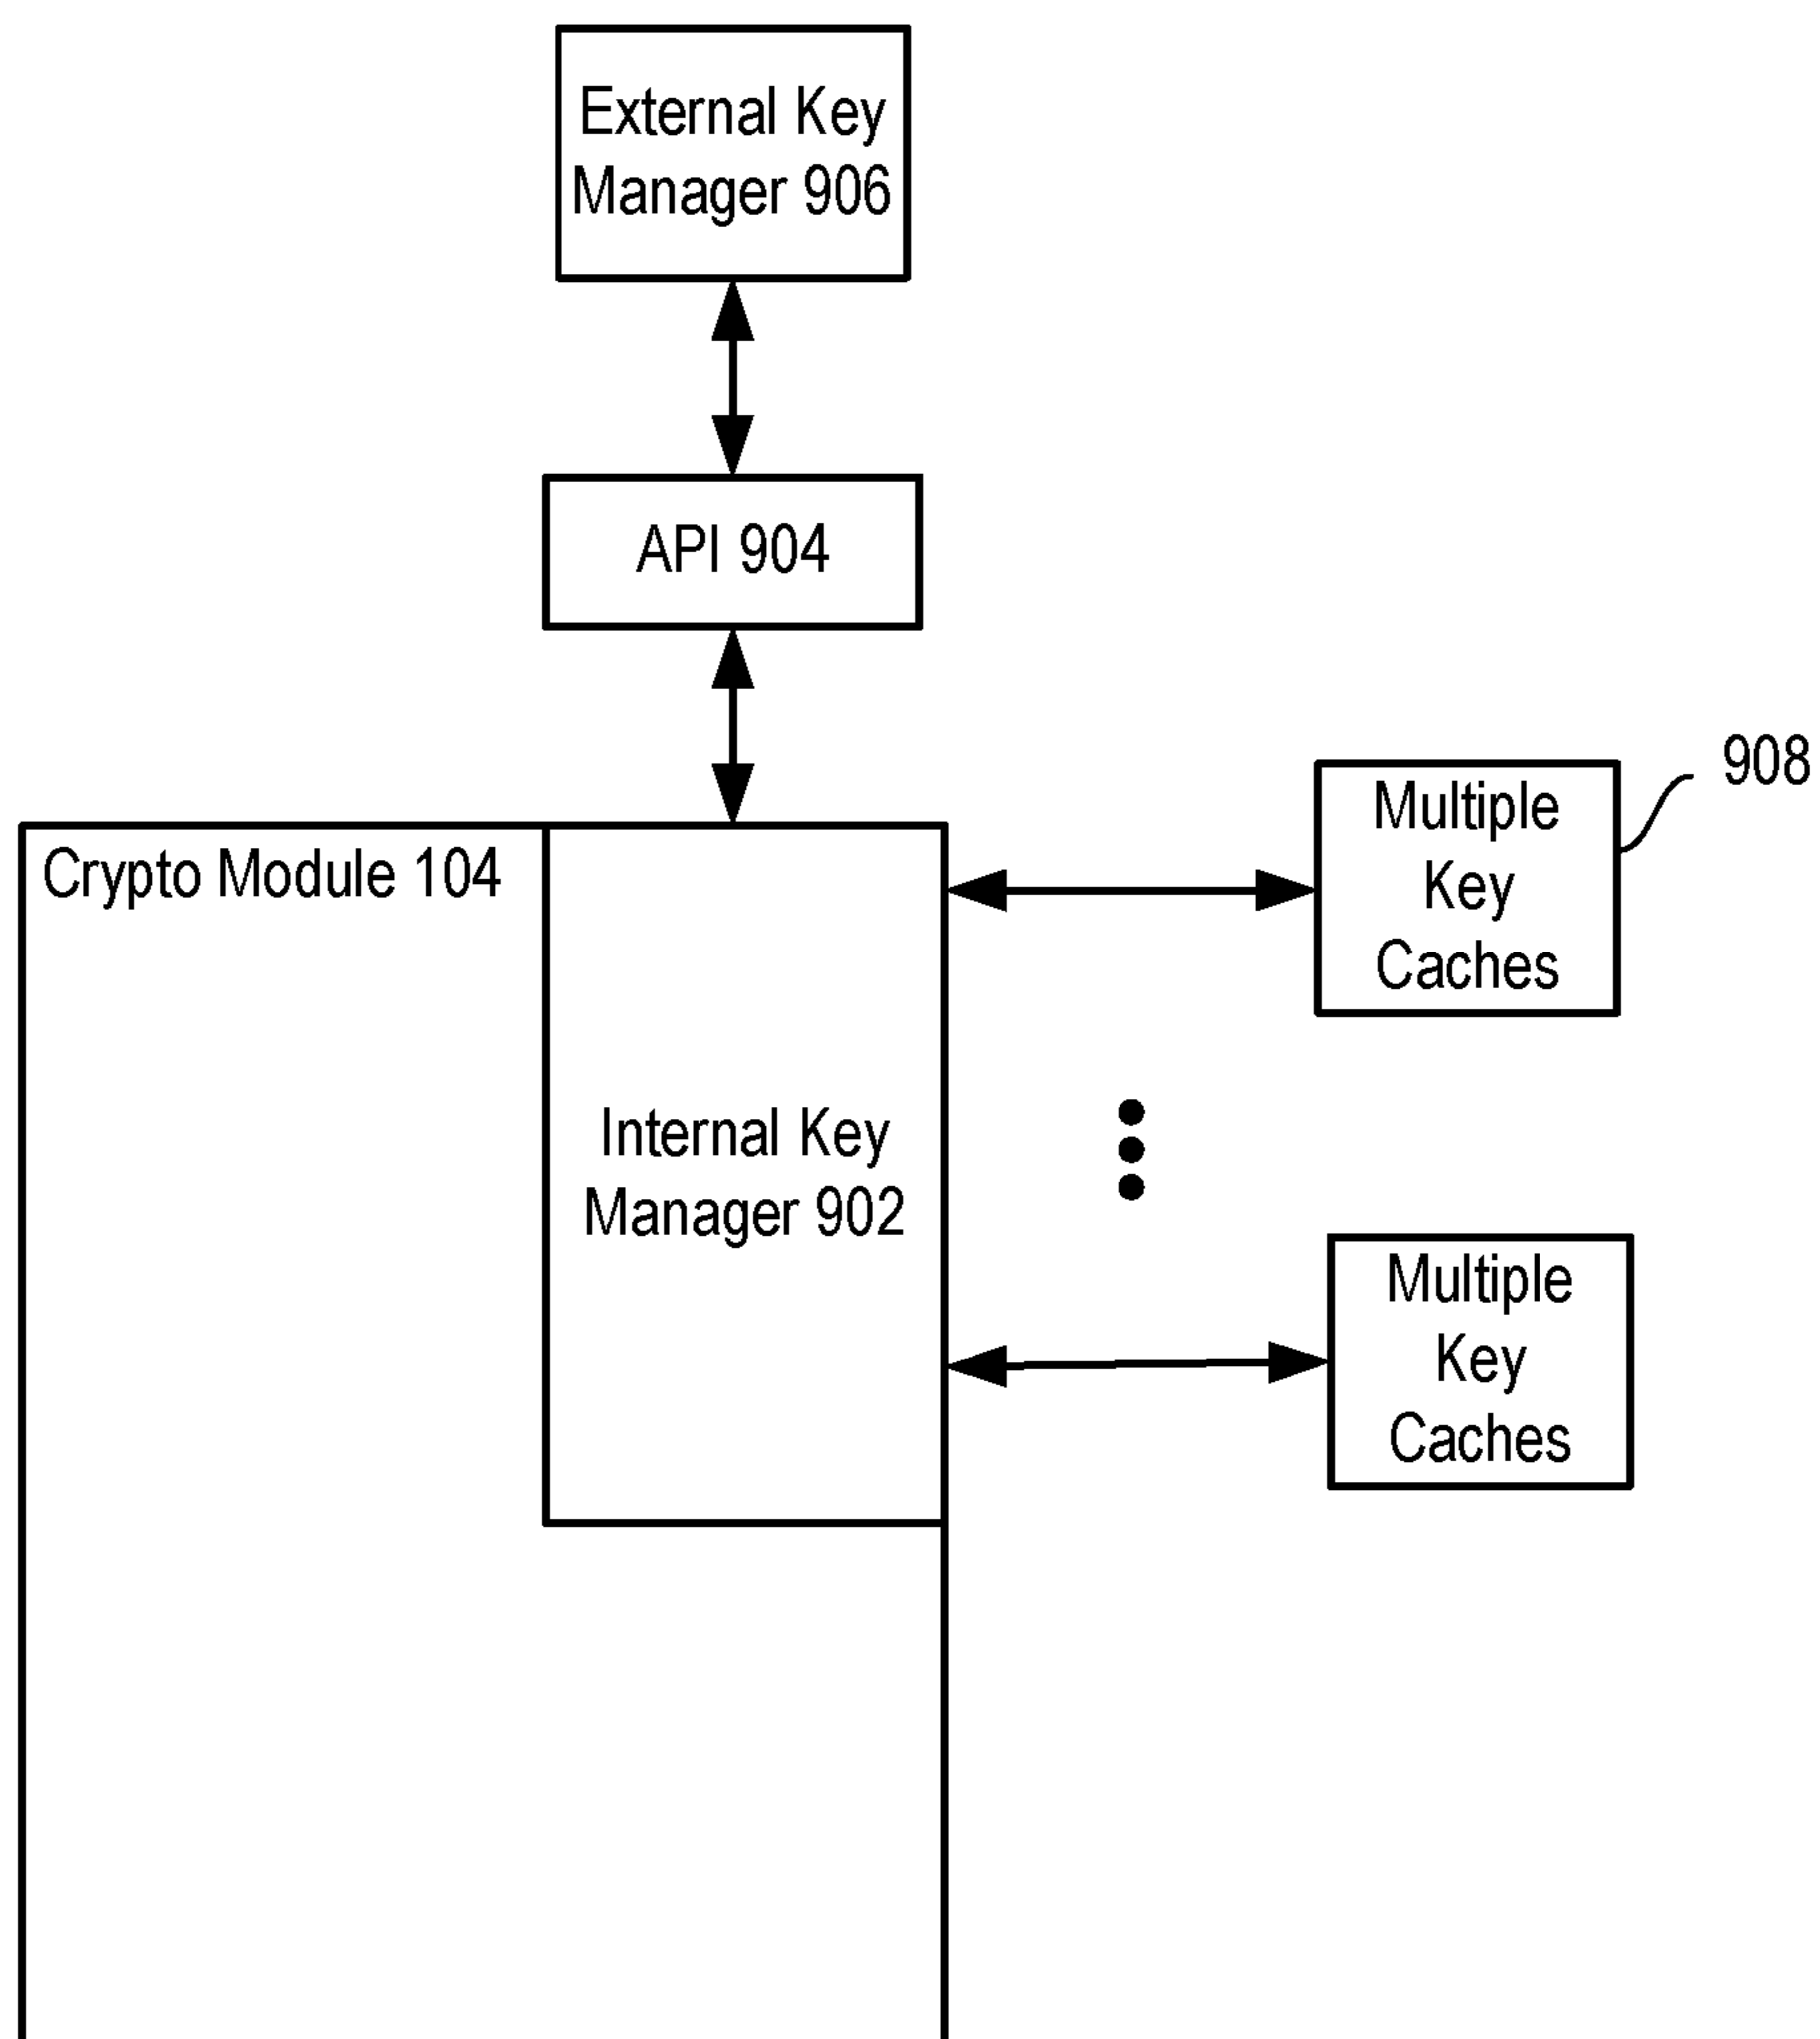 External Key
Manager 906
API 904
908
Multiple
Key
Caches
Crypto Module 104
Internal Key
Manager 902
Multiple
Key
Caches